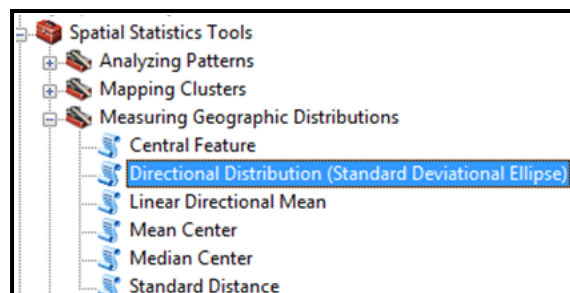 Spatial Statistics Tools
Analyzing Patterns
Mapping Clusters
Measuring Geographic Distributions
Central Feature
Directional Distribution (Standard Deviational Ellipse)
Linear Directional Mean
Mean Center
Median Center
Standard Distance